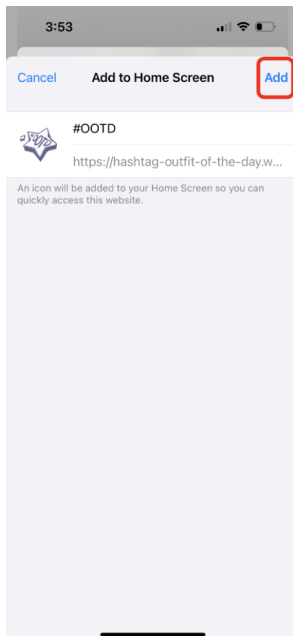 3:53
Cancel Add to Home Screen Add
#OOTD
https://hashtag-outfit-of-the-day.w...
An icon will be added to your Home Screen so you can
quickly access this website.